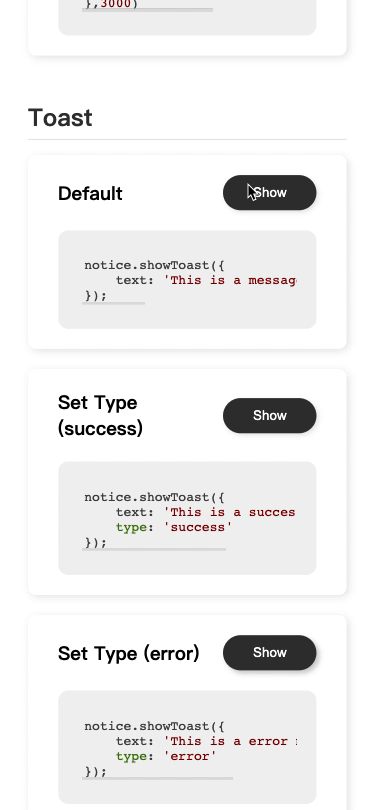 },3000)
Toast
Default
Show
notice.showToast({
text: 'This is a messag
});
Set Type
(success)
Show
notice.showToast({
text: 'This is a succes
type: 'success'
});
Set Type (error)
Show
notice.showToast({
text: 'This is a error
type: 'error'
});